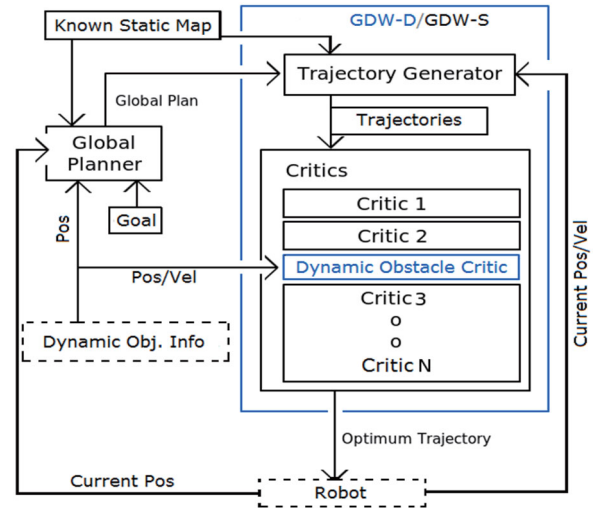 GDW-D/GDW-S
Known Static Map
Trajectory Generator
Global Plan
Trajectories
Global
Planner
Critics
Critic 1
Goal
Pos
Critic 2
Pos/Vel
Dynamic Obstacle Critic
Current Pos/Vel
Critic 3
o
o
Critic N
Dynamic Obj. Info
Optimum Trajectory
Current Pos
Robot